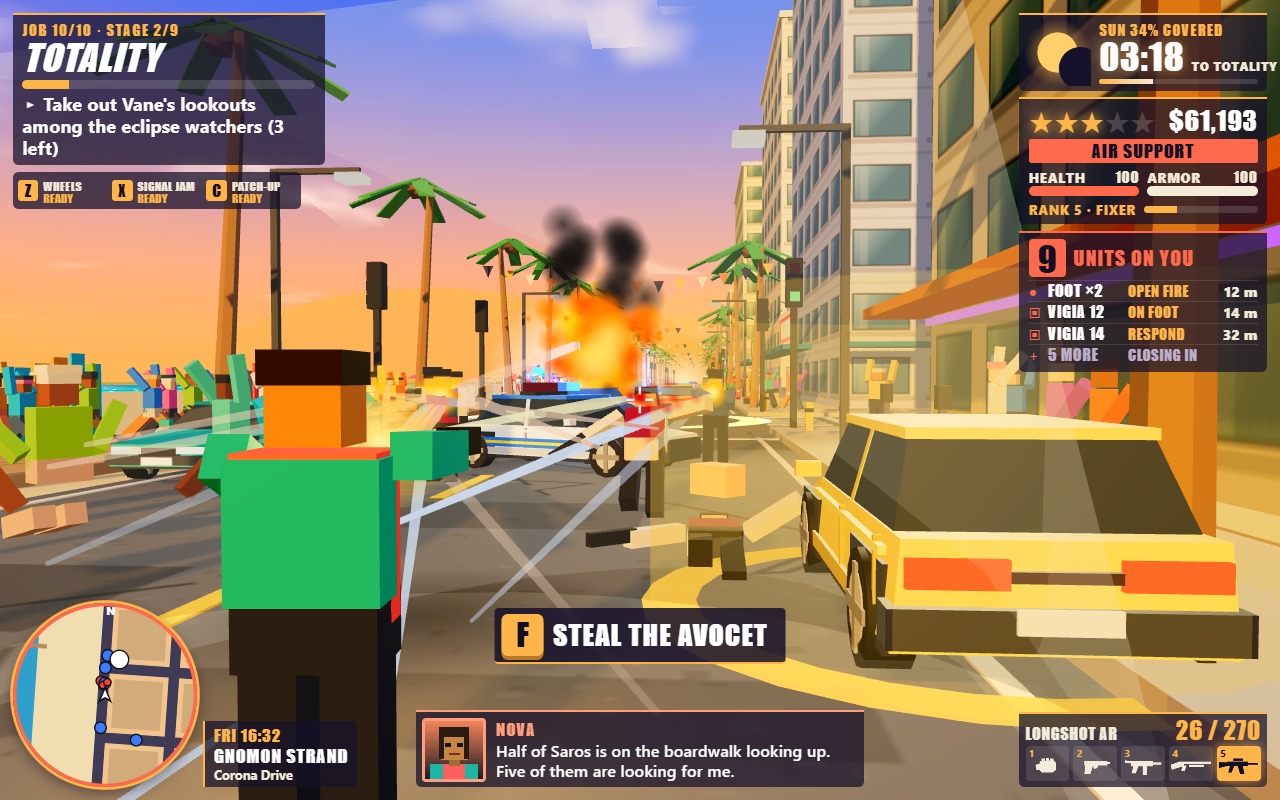 JOB 10/10 · STAGE 2/9
TOTALITY
▸ Take out Vane's lookouts
among the eclipse watchers (3
left)
Z WHEELS READY
X SIGNAL JAM READY
C PATCH-UP READY
SUN 34% COVERED
03:18 TO TOTALITY
$61,193
AIR SUPPORT
HEALTH 100 ARMOR 100
RANK 5 · FIXER
9 UNITS ON YOU
FOOT ×2 OPEN FIRE 12 m
VIGIA 12 ON FOOT 14 m
VIGIA 14 RESPOND 32 m
+ 5 MORE CLOSING IN
F STEAL THE AVOCET
N
FRI 16:32
GNOMON STRAND
Corona Drive
NOVA
Half of Saros is on the boardwalk looking up.
Five of them are looking for me.
LONGSHOT AR 26 / 270
1 2 3 4 5